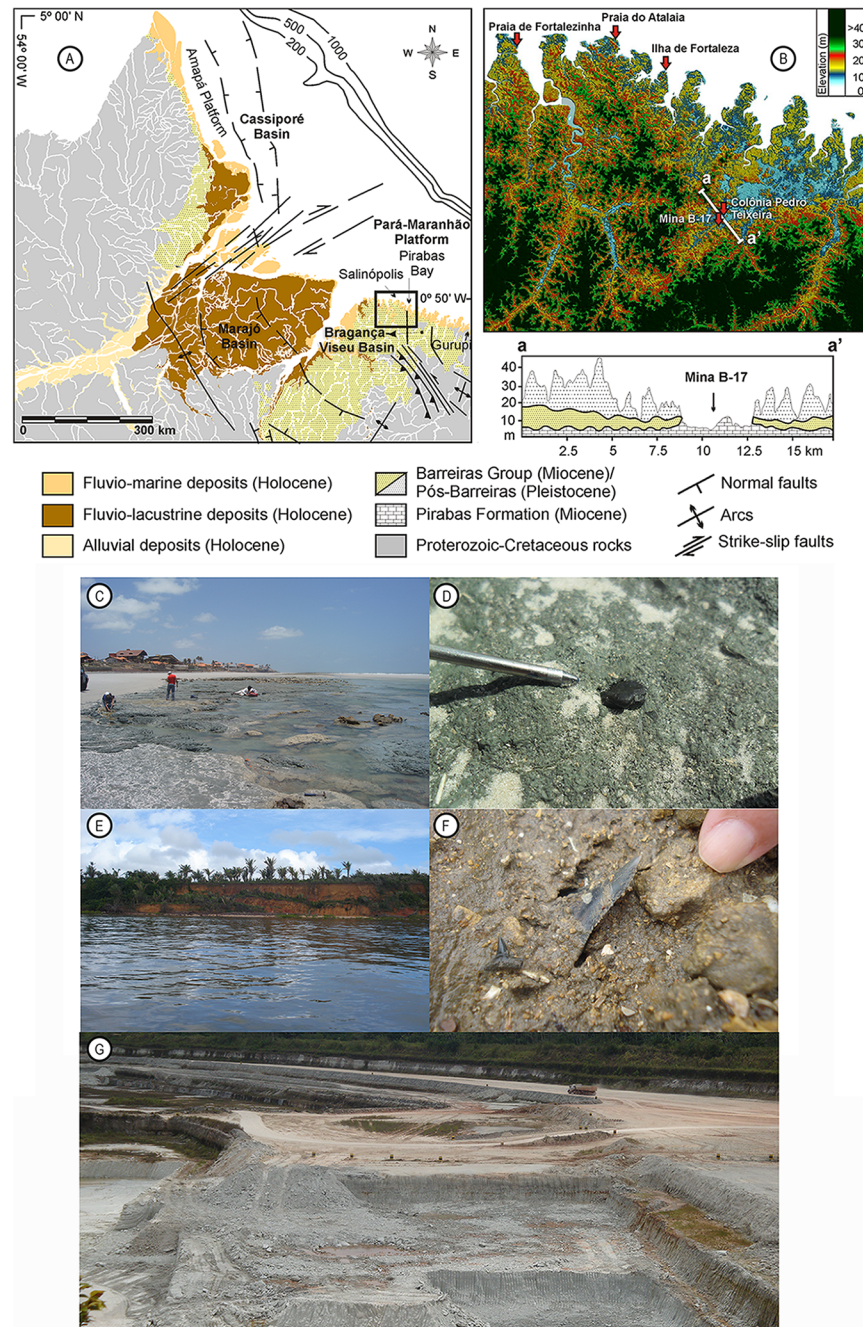 5º 00' N
54º 00' W
A
500
200
1000
N
W E
S
Amapá Platform
Cassiporé
Basin
Pará-Maranhão
Platform
Pirabas
Bay
Salinópolis
0º 50' W
Marajó
Basin
Bragança-
Viseu Basin
Gurupi
0 300 km
Praia de Fortalezinha
Praia do Atalaia
Ilha de Fortaleza
B
Elevation (m)
>40
30
20
10
0
a
Colônia Pedro
Teixeira
Mina B-17
a'
a a'
Mina B-17
40
30
20
10
m
2.5 5 7.5 10 12.5 15 km
Fluvio-marine deposits (Holocene)
Fluvio-lacustrine deposits (Holocene)
Alluvial deposits (Holocene)
Barreiras Group (Miocene)/
Pós-Barreiras (Pleistocene)
Pirabas Formation (Miocene)
Proterozoic-Cretaceous rocks
Normal faults
Arcs
Strike-slip faults
C
D
E
F
G